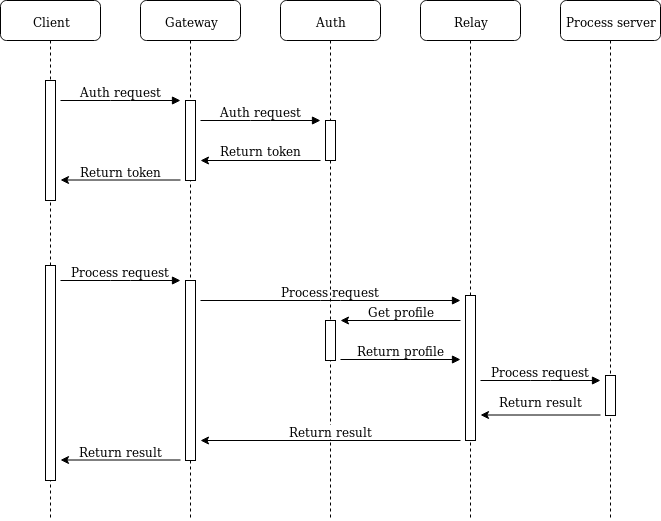 Client
Gateway
Auth
Relay
Process server
Auth request
Auth request
Return token
Return token
Process request
Process request
Get profile
Return profile
Process request
Return result
Return result
Return result